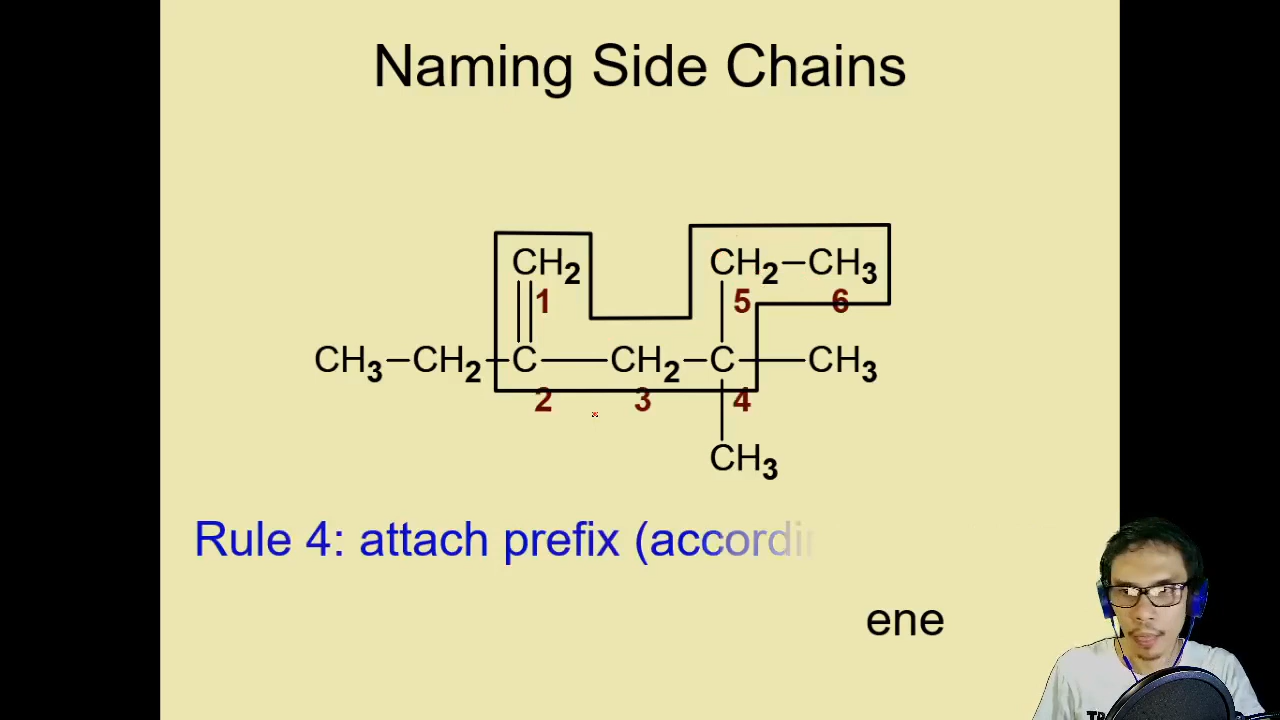 Naming Side Chains
CH2 CH2–CH3
1 5 6
CH3–CH2–C–CH2–C–CH3
2 3 4
CH3
Rule 4: attach prefix (accordi
ene